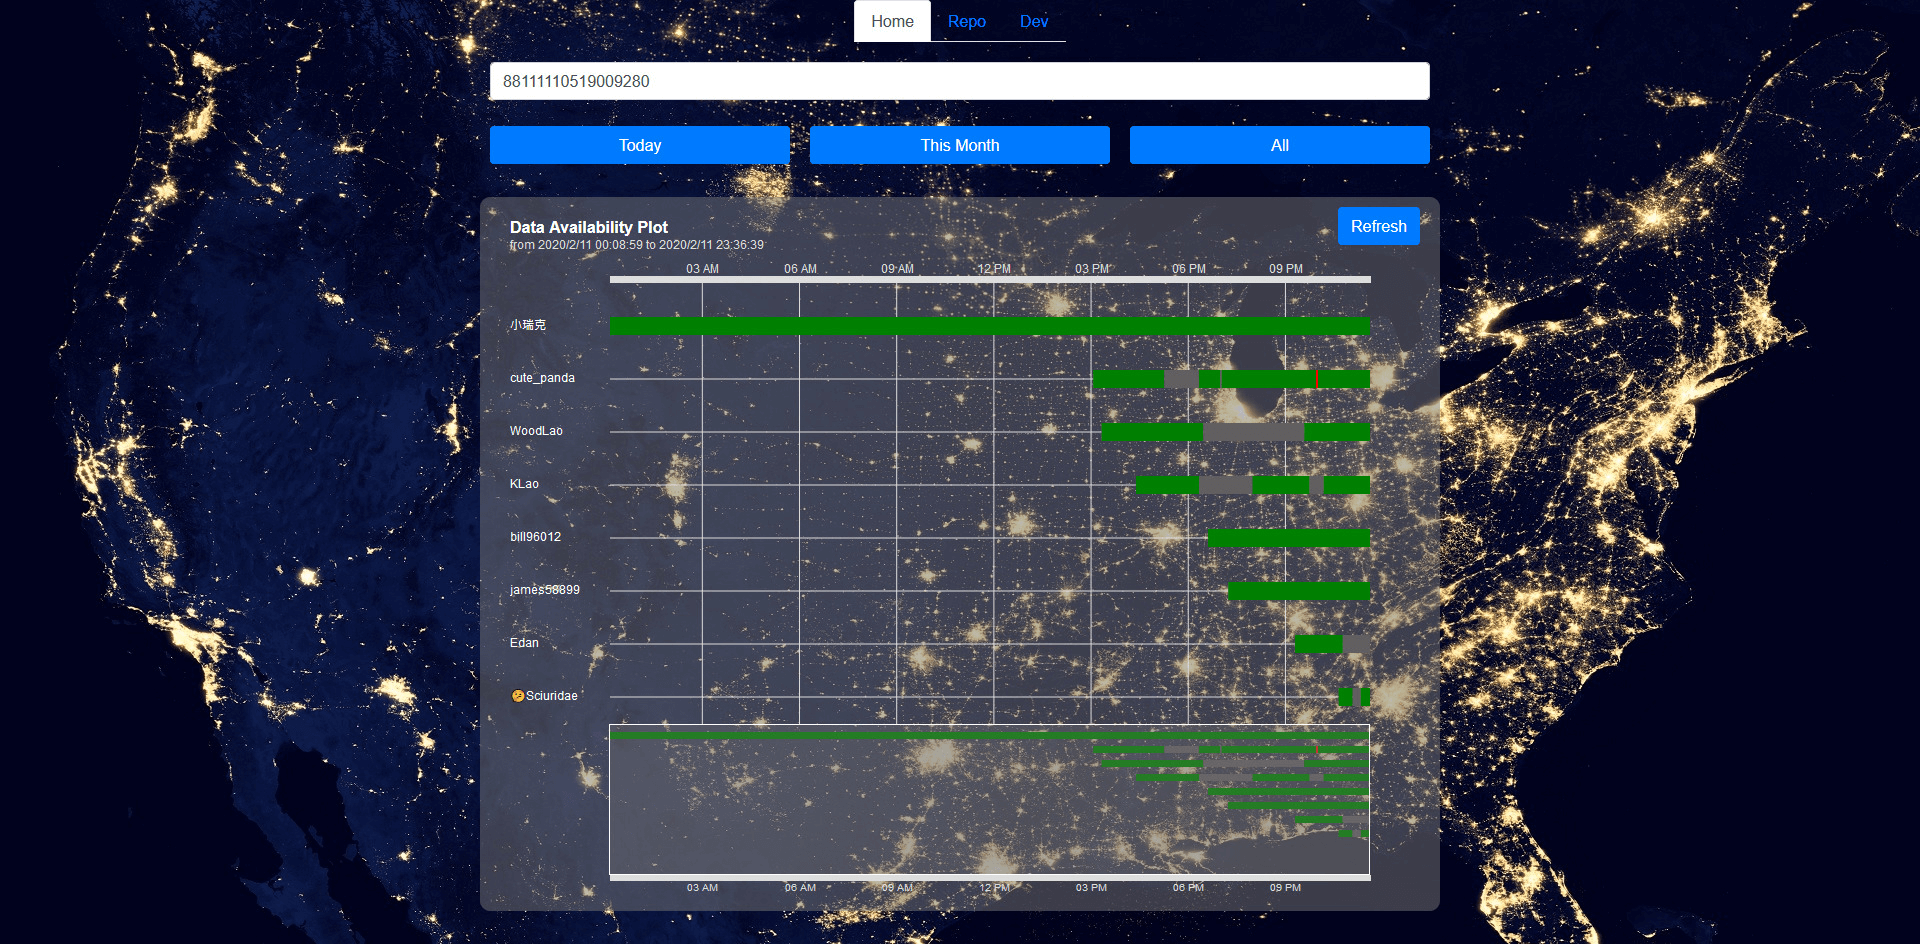 Home Repo Dev
88111110519009280
Today This Month All
Data Availability Plot
Refresh
from 2020/2/11 00:08:59 to 2020/2/11 23:36:39
03 AM 06 AM 09 AM 12 PM 03 PM 06 PM 09 PM
小瑞克
cute_panda
WoodLao
KLao
bill96012
james58899
Edan
🤔Sciuridae
03 AM 06 AM 09 AM 12 PM 03 PM 06 PM 09 PM